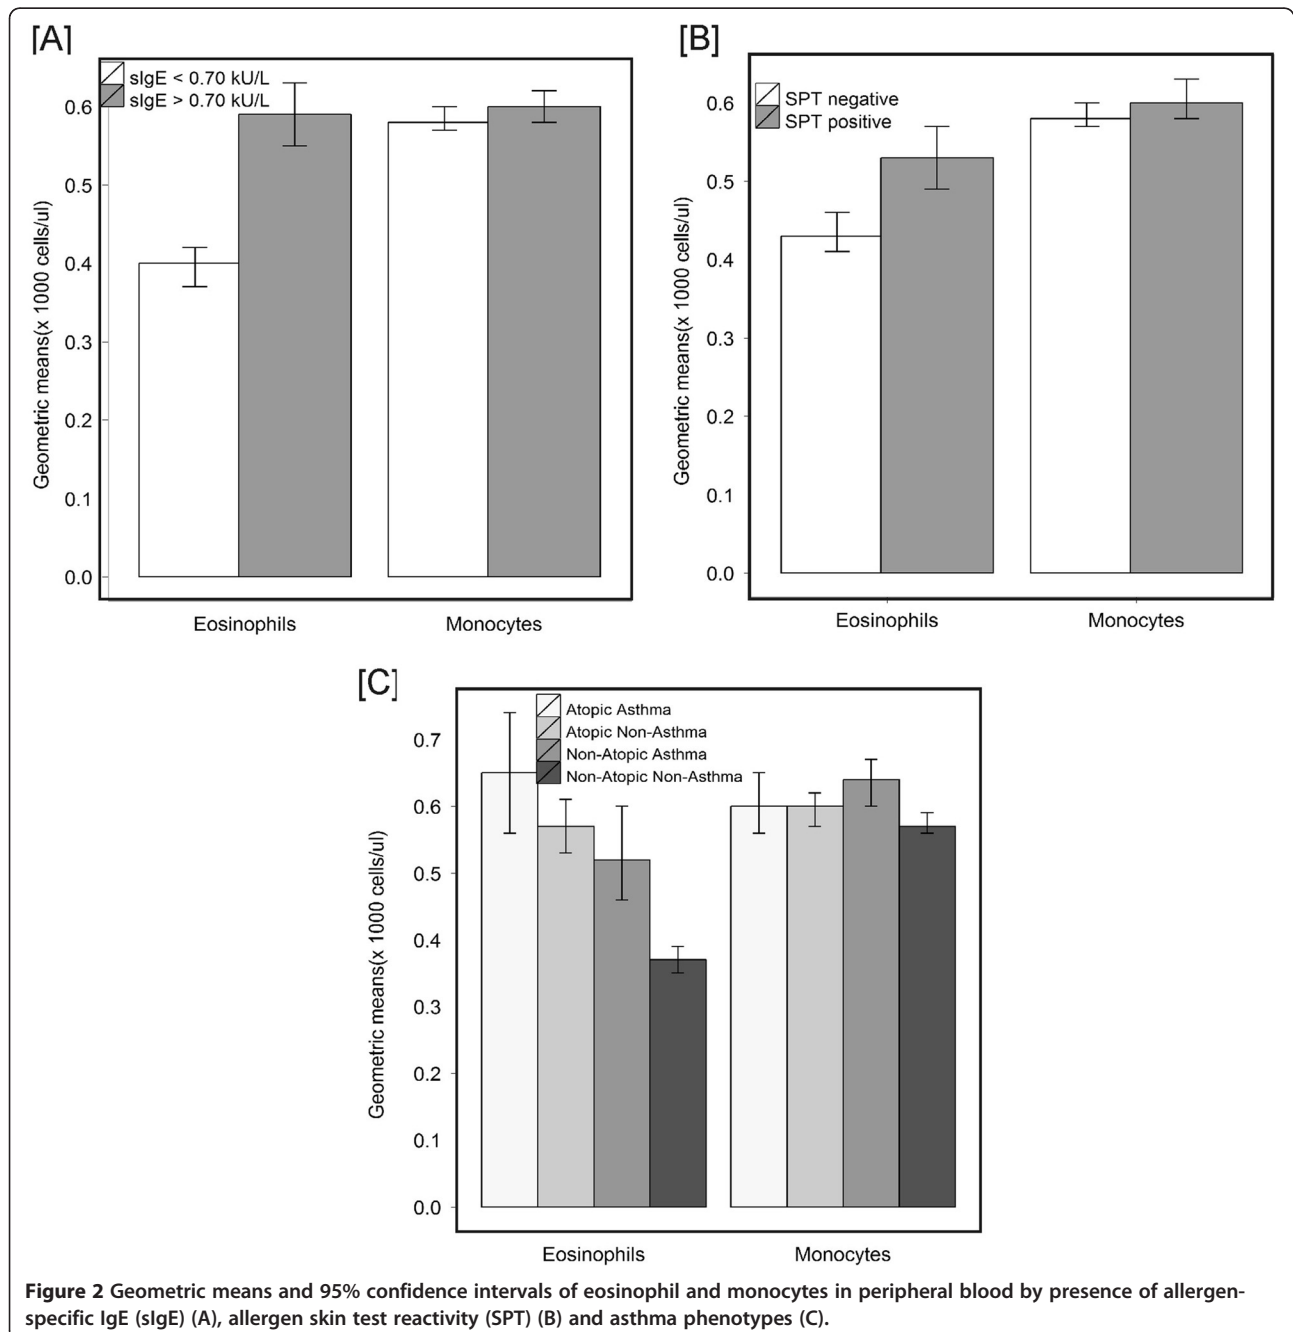 [A]
sIgE < 0.70 kU/L
sIgE > 0.70 kU/L
Geometric means(x 1000 cells/ul)
0.6
0.5
0.4
0.3
0.2
0.1
0.0
Eosinophils Monocytes
[B]
SPT negative
SPT positive
Geometric means(x 1000 cells/ul)
0.6
0.5
0.4
0.3
0.2
0.1
0.0
Eosinophils Monocytes
[C]
Atopic Asthma
Atopic Non-Asthma
Non-Atopic Asthma
Non-Atopic Non-Asthma
Geometric means(x 1000 cells/ul)
0.7
0.6
0.5
0.4
0.3
0.2
0.1
0.0
Eosinophils Monocytes
Figure 2 Geometric means and 95% confidence intervals of eosinophil and monocytes in peripheral blood by presence of allergen-
specific IgE (sIgE) (A), allergen skin test reactivity (SPT) (B) and asthma phenotypes (C).